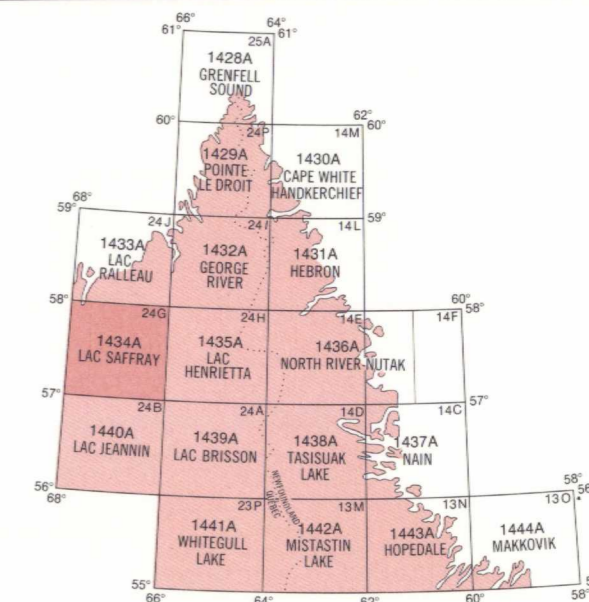 66° 64°
61° 25A 61°
1428A
GRENFELL
SOUND
62°
60° 24P 14M 60°
1429A
POINTE
LE DROIT
1430A
CAPE WHITE
HANDKERCHIEF
68°
59° 24J 24I 14L 59°
1433A
LAC
RALLEAU
1432A
GEORGE
RIVER
1431A
HEBRON
60°
58° 24G 24H 14E 14F 58°
1434A
LAC SAFFRAY
1435A
LAC
HENRIETTA
1436A
NORTH RIVER-NUTAK
57° 24B 24A 14D 14C 57°
1440A
LAC JEANNIN
1439A
LAC BRISSON
1438A
TASISUAK
LAKE
1437A
NAIN
NEWFOUNDLAND
QUÉBEC
58°
56° 23P 13M 13N 13O 56°
68°
1441A
WHITEGULL
LAKE
1442A
MISTASTIN
LAKE
1443A
HOPEDALE
1444A
MAKKOVIK
55°
66° 64° 62° 60° 58°